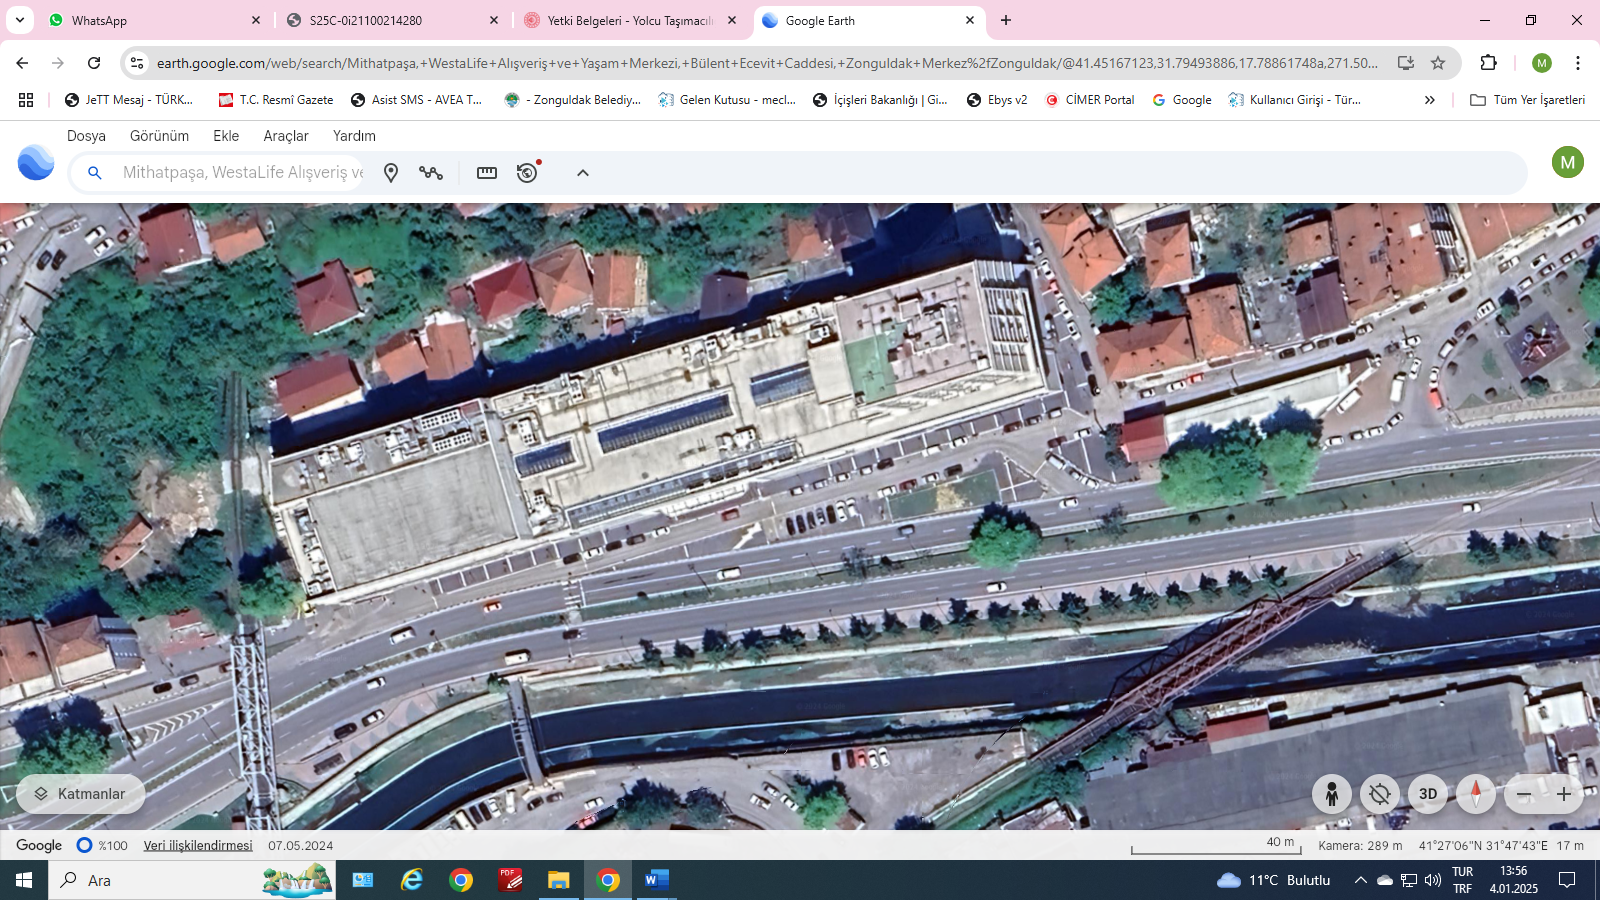 WhatsApp
S25C-0i21100214280
Yetki Belgeleri - Yolcu Taşımacılı
Google Earth
earth.google.com/web/search/Mithatpaşa,+WestaLife+Alışveriş+ve+Yaşam+Merkezi,+Bülent+Ecevit+Caddesi,+Zonguldak+Merkez%2fZonguldak/@41.45167123,31.79493886,17.78861748a,271.50...
M
JeTT Mesaj - TÜRK...
T.C. Resmî Gazete
Asist SMS - AVEA T...
- Zonguldak Belediy...
Gelen Kutusu - mecl...
İçişleri Bakanlığı | Gi...
Ebys v2
CİMER Portal
Google
Kullanıcı Girişi - Tür...
Tüm Yer İşaretleri
Dosya Görünüm Ekle Araçlar Yardım
Mithatpaşa, WestaLife Alışveriş ve
M
Katmanlar
3D
Google %100 Veri ilişkilendirmesi 07.05.2024
40 m Kamera: 289 m 41°27'06"N 31°47'43"E 17 m
Ara
PDF
W
11°C Bulutlu
TUR
TRF
13:56
4.01.2025